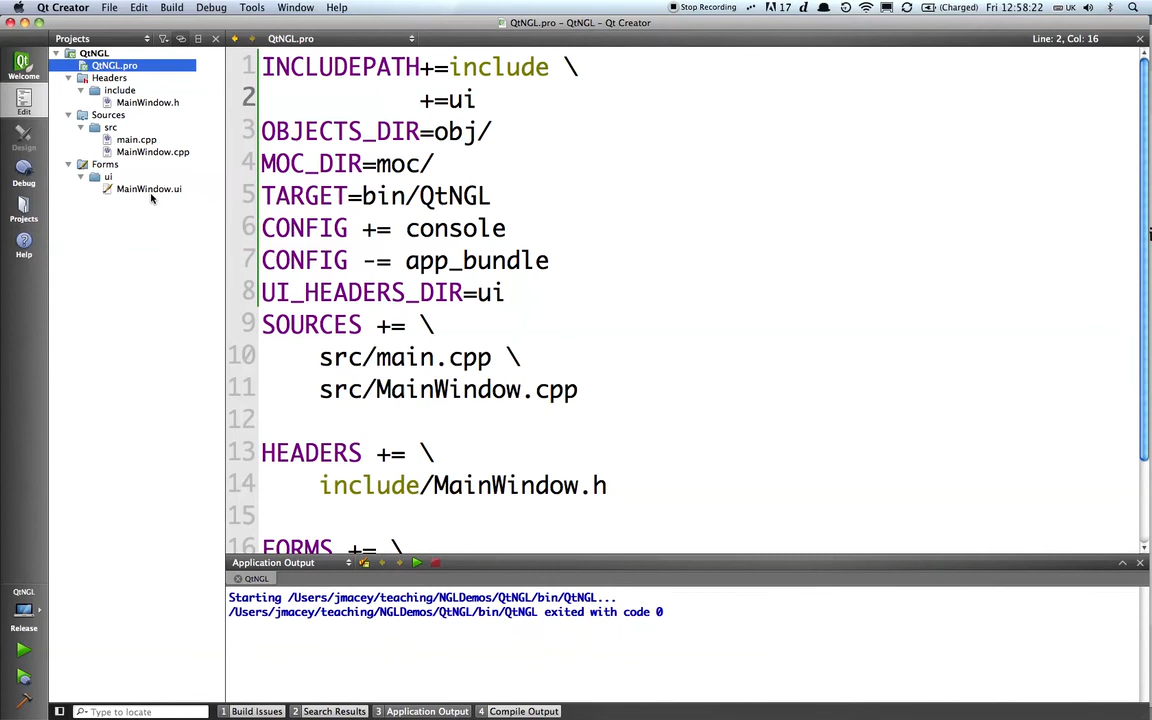 Qt Creator File Edit Build Debug Tools Window Help Stop Recording 17 (Charged) UK Fri 12:58:22
QtNGL.pro - QtNGL - Qt Creator
Projects QtNGL.pro Line: 2, Col: 16
Welcome
Edit
Design
Debug
Projects
Help
QtNGL
QtNGL.pro
Headers
include
MainWindow.h
Sources
src
main.cpp
MainWindow.cpp
Forms
ui
MainWindow.ui
1 INCLUDEPATH+=include \
2 +=ui
3 OBJECTS_DIR=obj/
4 MOC_DIR=moc/
5 TARGET=bin/QtNGL
6 CONFIG += console
7 CONFIG -= app_bundle
8 UI_HEADERS_DIR=ui
9 SOURCES += \
10 src/main.cpp \
11 src/MainWindow.cpp
12
13 HEADERS += \
14 include/MainWindow.h
15
16 FORMS += \
Application Output
QtNGL
Starting /Users/jmacey/teaching/NGLDemos/QtNGL/bin/QtNGL...
/Users/jmacey/teaching/NGLDemos/QtNGL/bin/QtNGL exited with code 0
QtNGL
Release
Type to locate 1 Build Issues 2 Search Results 3 Application Output 4 Compile Output